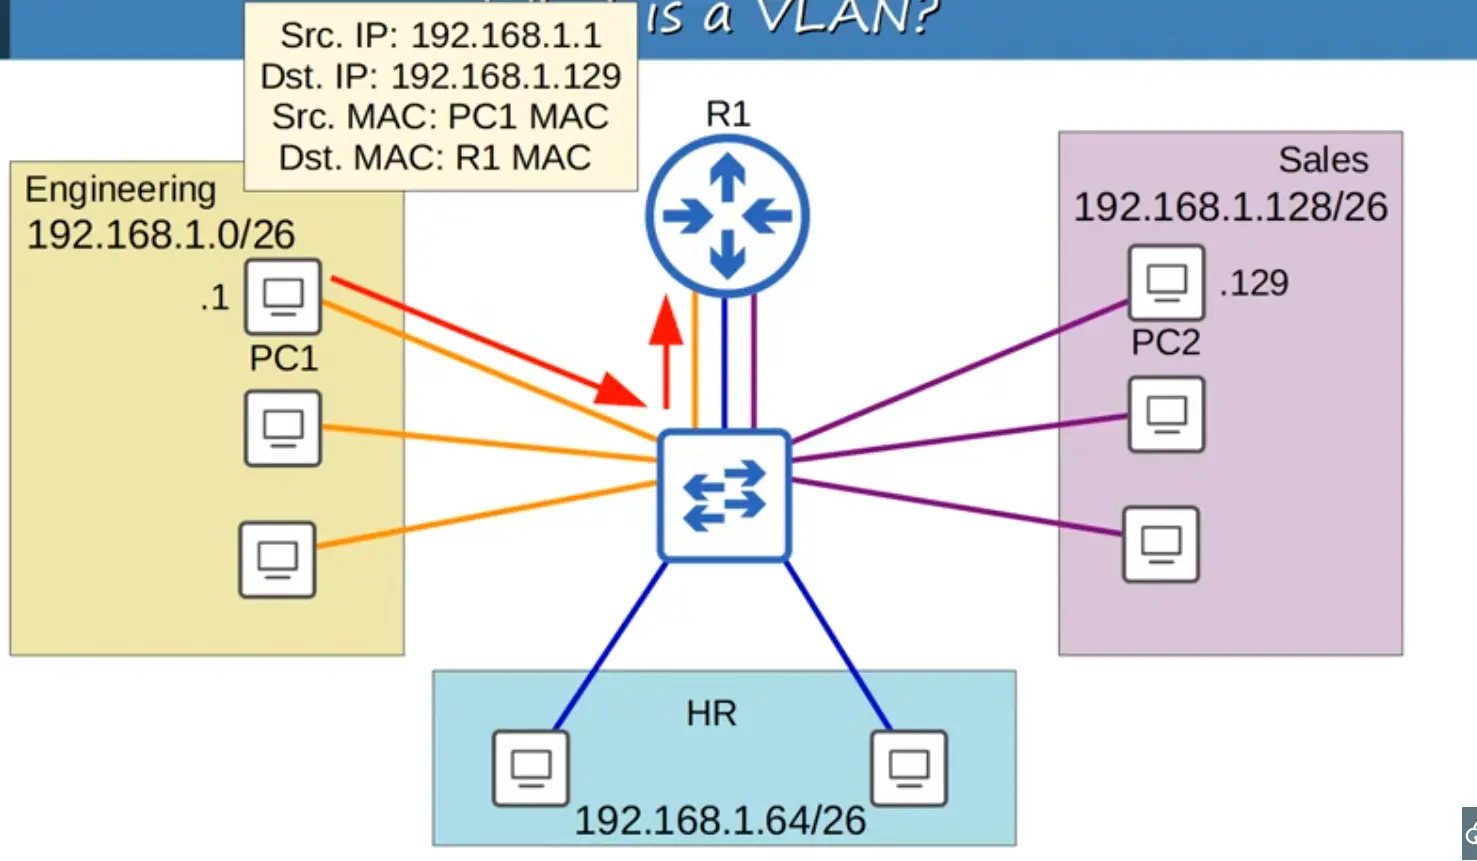 is a VLAN?
Src. IP: 192.168.1.1
Dst. IP: 192.168.1.129
Src. MAC: PC1 MAC
Dst. MAC: R1 MAC
R1
Engineering
192.168.1.0/26
.1
PC1
Sales
192.168.1.128/26
.129
PC2
HR
192.168.1.64/26